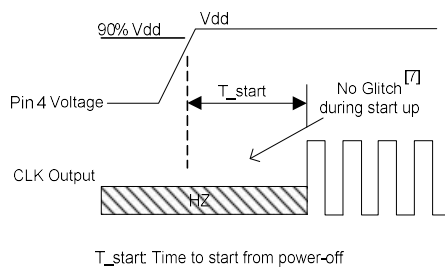 Vdd
90% Vdd
T_start
No Glitch [7]
during start up
Pin 4 Voltage
CLK Output
HZ
T_start: Time to start from power-off